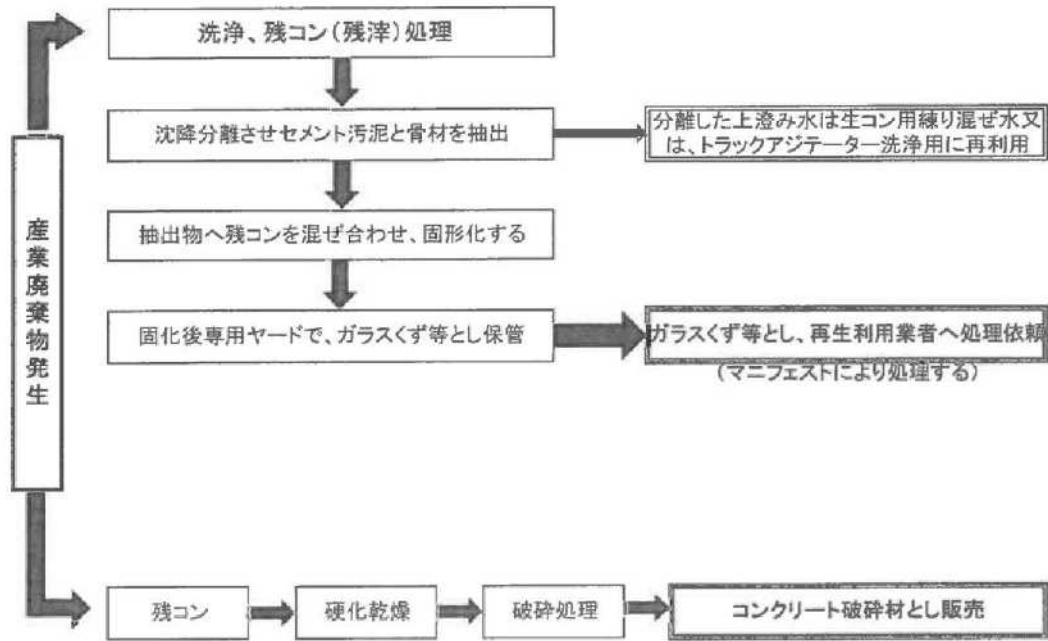 産業廃棄物発生
洗浄、残コン(残滓)処理
沈降分離させセメント汚泥と骨材を抽出
分離した上澄み水は生コン用練り混ぜ水又
は、トラックアジテーター洗浄用に再利用
抽出物へ残コンを混ぜ合わせ、固形化する
固化後専用ヤードで、ガラスくず等とし保管
ガラスくず等とし、再生利用業者へ処理依頼
(マニフェストにより処理する)
残コン
硬化乾燥
破砕処理
コンクリート破砕材とし販売